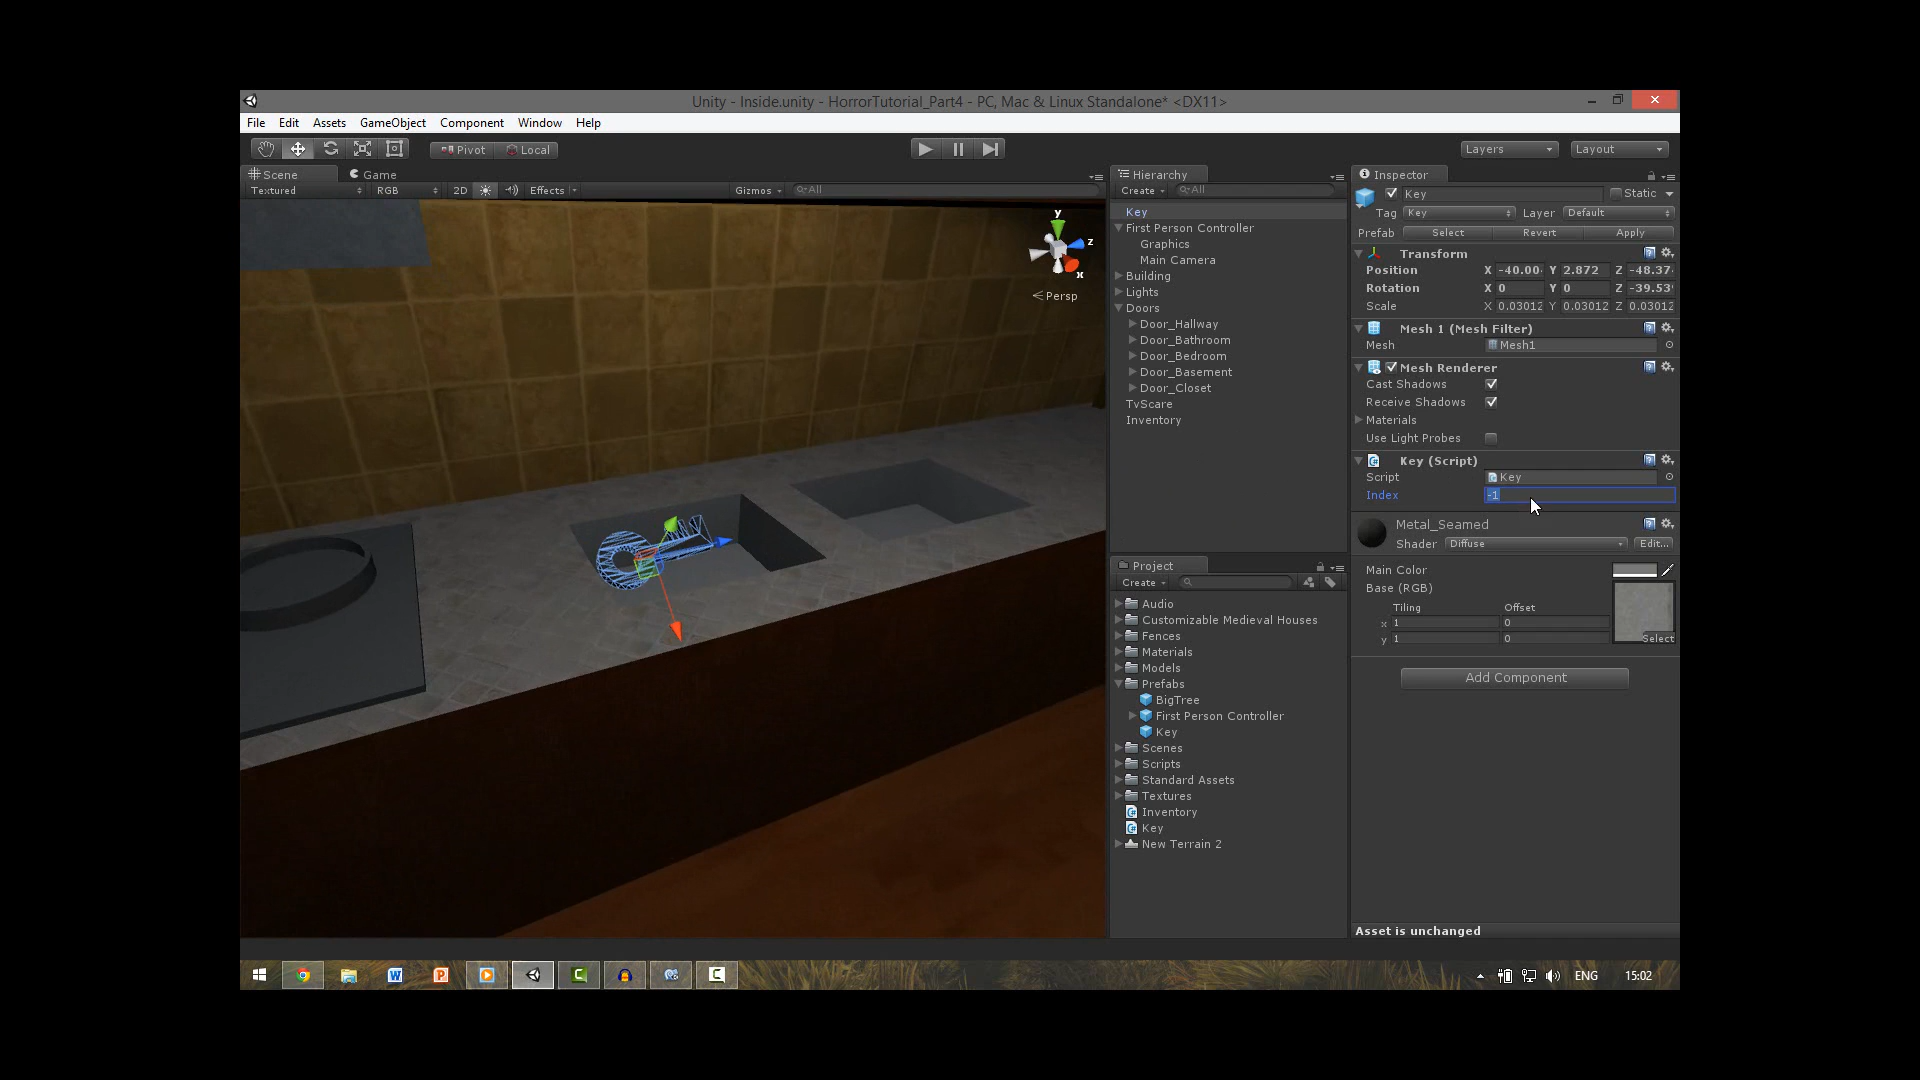 Unity - Inside.unity - HorrorTutorial_Part4 - PC, Mac & Linux Standalone* <DX11>
File Edit Assets GameObject Component Window Help
Pivot Local Layers Layout
Scene Game
Textured RGB 2D Effects Gizmos All
y
z
x
Persp
Hierarchy
Create All
Key
First Person Controller
Graphics
Main Camera
Building
Lights
Doors
Door_Hallway
Door_Bathroom
Door_Bedroom
Door_Basement
Door_Closet
TvScare
Inventory
Project
Create
Audio
Customizable Medieval Houses
Fences
Materials
Models
Prefabs
BigTree
First Person Controller
Key
Scenes
Scripts
Standard Assets
Textures
Inventory
Key
New Terrain 2
Inspector
Key Static
Tag Key Layer Default
Prefab Select Revert Apply
Transform
Position X -40.00 Y 2.872 Z -48.37
Rotation X 0 Y 0 Z -39.53
Scale X 0.03012 Y 0.03012 Z 0.03012
Mesh 1 (Mesh Filter)
Mesh Mesh1
Mesh Renderer
Cast Shadows
Receive Shadows
Materials
Use Light Probes
Key (Script)
Script Key
Index -1
Metal_Seamed
Shader Diffuse Edit...
Main Color
Base (RGB)
Tiling Offset
x 1 0
y 1 0
Select
Add Component
Asset is unchanged
ENG 15:02